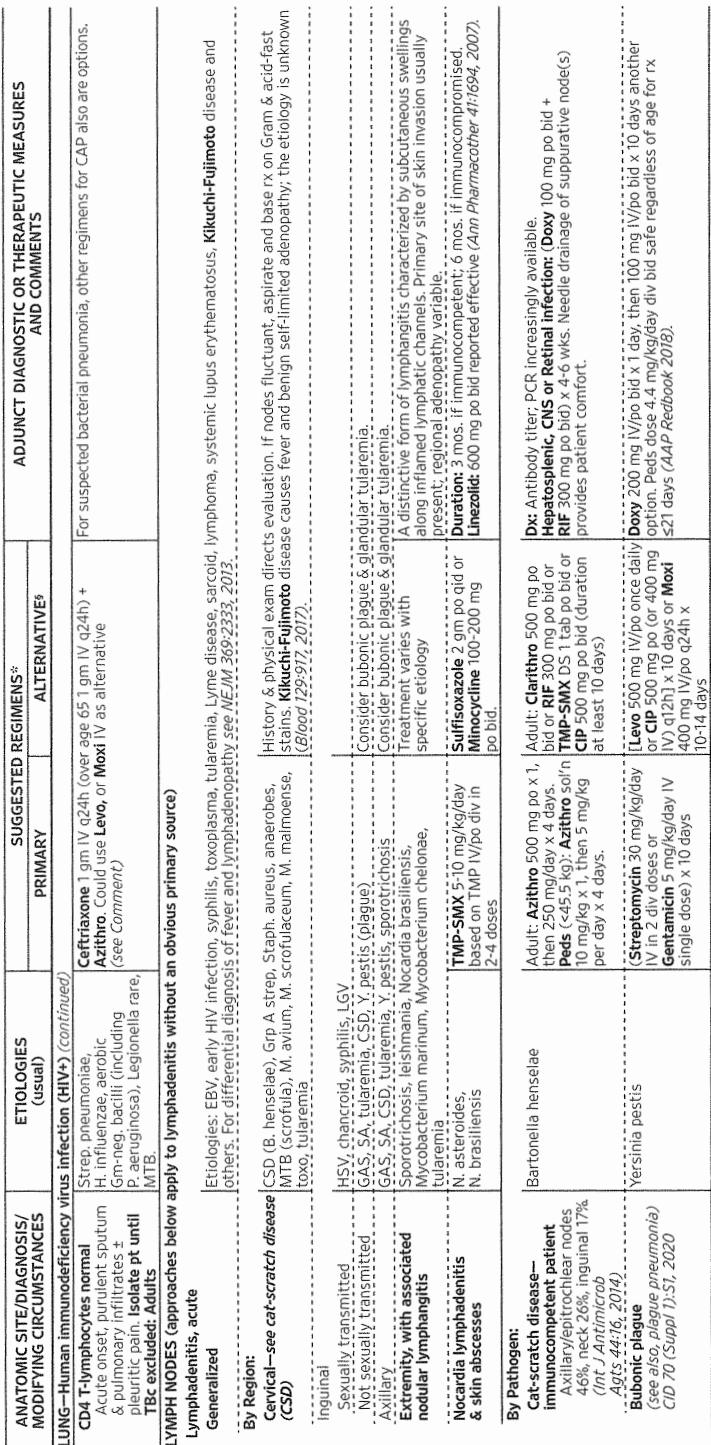 ANATOMIC SITE/DIAGNOSIS/
MODIFYING CIRCUMSTANCES
ETIOLOGIES
(usual)
SUGGESTED REGIMENS*
PRIMARY
ALTERNATIVE§
ADJUNCT DIAGNOSTIC OR THERAPEUTIC MEASURES
AND COMMENTS
LUNG—Human immunodeficiency virus infection (HIV+) (continued)
CD4 T-lymphocytes normal
Acute onset, purulent sputum
& pulmonary infiltrates ±
pleuritic pain. Isolate pt until
TBc excluded: Adults
Strep. pneumoniae,
H. influenzae, aerobic
Gm-neg. bacilli (including
P. aeruginosa), Legionella rare,
MTB.
Ceftriaxone 1 gm IV q24h (over age 65 1 gm IV q24h) +
Azithro. Could use Levo, or Moxi IV as alternative
(see Comment)
For suspected bacterial pneumonia, other regimens for CAP also are options.
LYMPH NODES (approaches below apply to lymphadenitis without an obvious primary source)
Lymphadenitis, acute
Generalized
Etiologies: EBV, early HIV infection, syphilis, toxoplasma, tularemia, Lyme disease, sarcoid, lymphoma, systemic lupus erythematosus, Kikuchi-Fujimoto disease and
others. For differential diagnosis of fever and lymphadenopathy see NEJM 369:2333, 2013.
By Region:
Cervical—see cat-scratch disease
(CSD)
CSD (B. henselae), Grp A strep, Staph. aureus, anaerobes,
MTB (scrofula), M. avium, M. scrofulaceum, M. malmoense,
toxo, tularemia
History & physical exam directs evaluation. If nodes fluctuant, aspirate and base rx on Gram & acid-fast
stains. Kikuchi-Fujimoto disease causes fever and benign self-limited adenopathy; the etiology is unknown
(Blood 129:917, 2017).
Inguinal
Sexually transmitted
HSV, chancroid, syphilis, LGV
Not sexually transmitted
GAS, SA, tularemia, CSD, Y. pestis (plague)
Consider bubonic plague & glandular tularemia.
Axillary
GAS, SA, CSD, tularemia, Y. pestis, sporotrichosis
Consider bubonic plague & glandular tularemia.
Extremity, with associated
nodular lymphangitis
Sporotrichosis, leishmania, Nocardia brasiliensis,
Mycobacterium marinum, Mycobacterium chelonae,
tularemia
Treatment varies with
specific etiology
A distinctive form of lymphangitis characterized by subcutaneous swellings
along inflamed lymphatic channels. Primary site of skin invasion usually
present; regional adenopathy variable.
Nocardia lymphadenitis
& skin abscesses
N. asteroides,
N. brasiliensis
TMP-SMX 5-10 mg/kg/day
based on TMP IV/po div in
2-4 doses
Sulfisoxazole 2 gm po qid or
Minocycline 100-200 mg
po bid.
Duration: 3 mos. if immunocompetent; 6 mos. if immunocompromised.
Linezolid: 600 mg po bid reported effective (Ann Pharmacother 41:1694, 2007).
By Pathogen:
Cat-scratch disease—
immunocompetent patient
Axillary/epitrochlear nodes
46%, neck 26%, inguinal 17%
(Int J Antimicrob
Agts 44:16, 2014)
Bartonella henselae
Adult: Azithro 500 mg po x 1,
then 250 mg/day x 4 days.
Peds (<45.5 kg): Azithro sol'n
10 mg/kg x 1, then 5 mg/kg
per day x 4 days.
Adult: Clarithro 500 mg po
bid or RIF 300 mg po bid or
TMP-SMX DS 1 tab po bid or
CIP 500 mg po bid (duration
at least 10 days)
Dx: Antibody titer; PCR increasingly available.
Hepatosplenic, CNS or Retinal infection: (Doxy 100 mg po bid +
RIF 300 mg po bid) x 4-6 wks. Needle drainage of suppurative node(s)
provides patient comfort.
Bubonic plague
(see also, plague pneumonia)
CID 70 (Suppl 1):S1, 2020
Yersinia pestis
(Streptomycin 30 mg/kg/day
IV in 2 div doses or
Gentamicin 5 mg/kg/day IV
single dose) x 10 days
[Levo 500 mg IV/po once daily
or CIP 500 mg po (or 400 mg
IV) q12h] x 10 days or Moxi
400 mg IV/po q24h x
10-14 days
Doxy 200 mg IV/po bid x 1 day, then 100 mg IV/po bid x 10 days another
option. Peds dose 4.4 mg/kg/day div bid safe regardless of age for rx
≤21 days (AAP Redbook 2018).